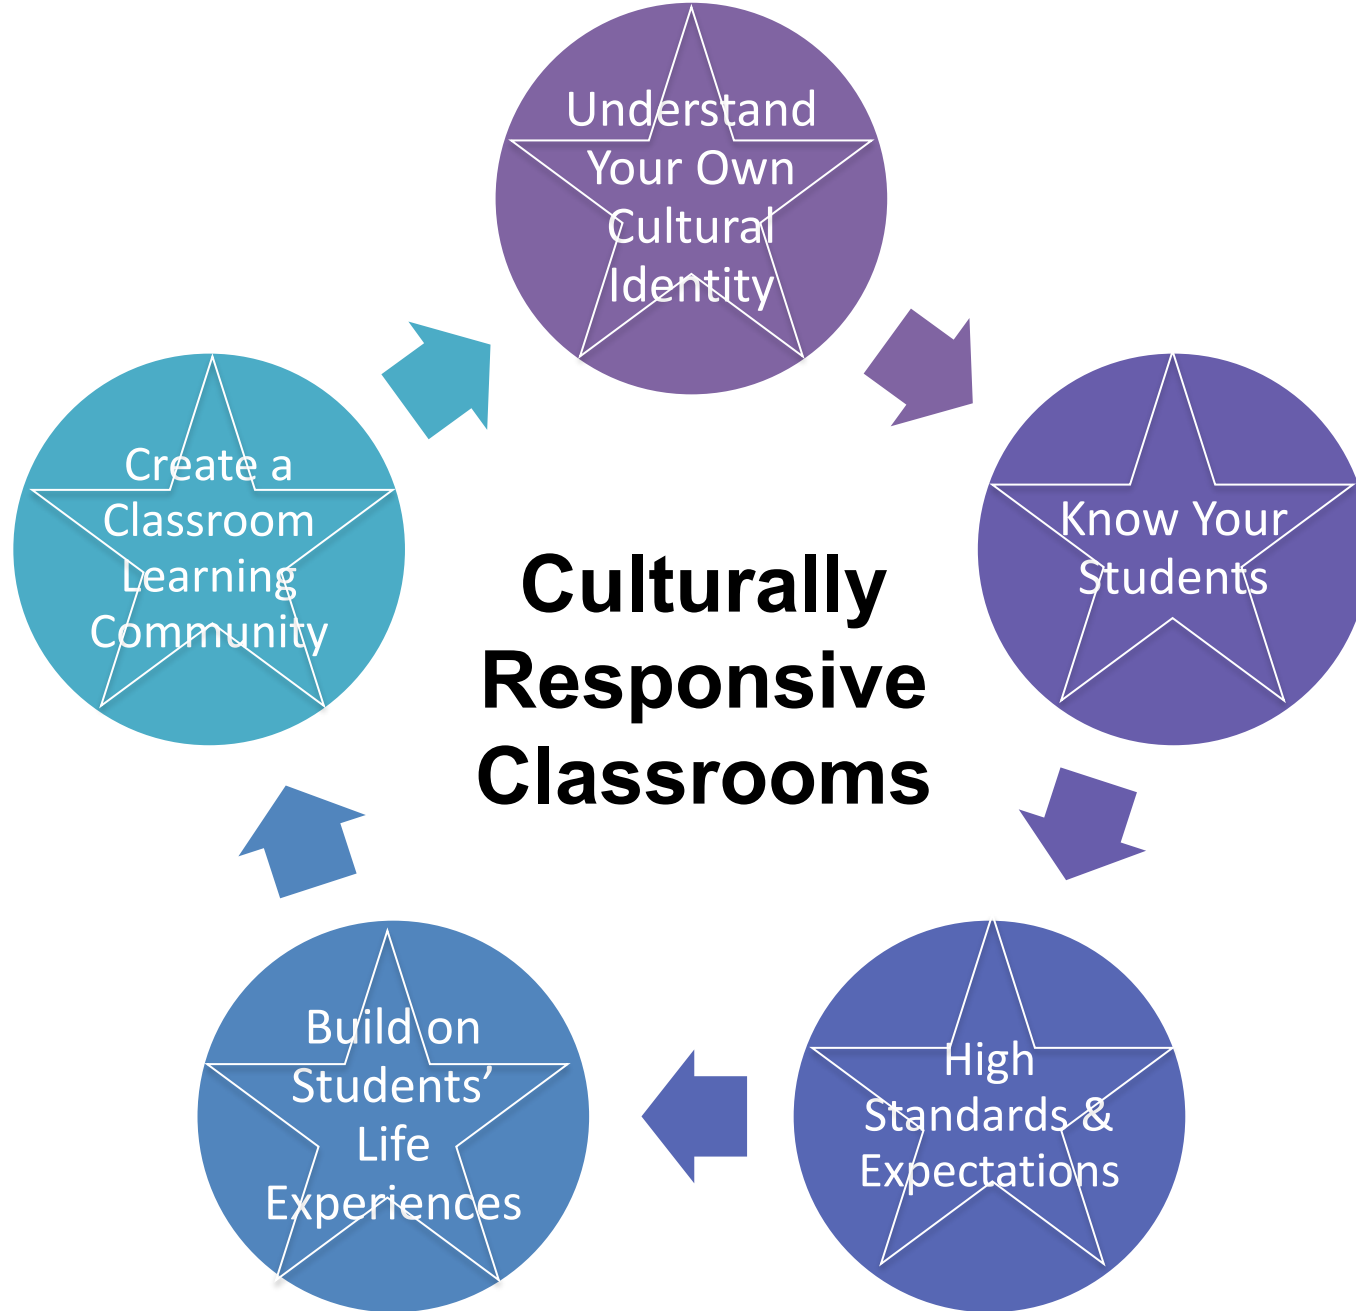 Understand
Your Own
Cultural
Identity
Know Your
Students
High
Standards &
Expectations
Build on
Students’
Life
Experiences
Create a
Classroom
Learning
Community
Culturally
Responsive
Classrooms